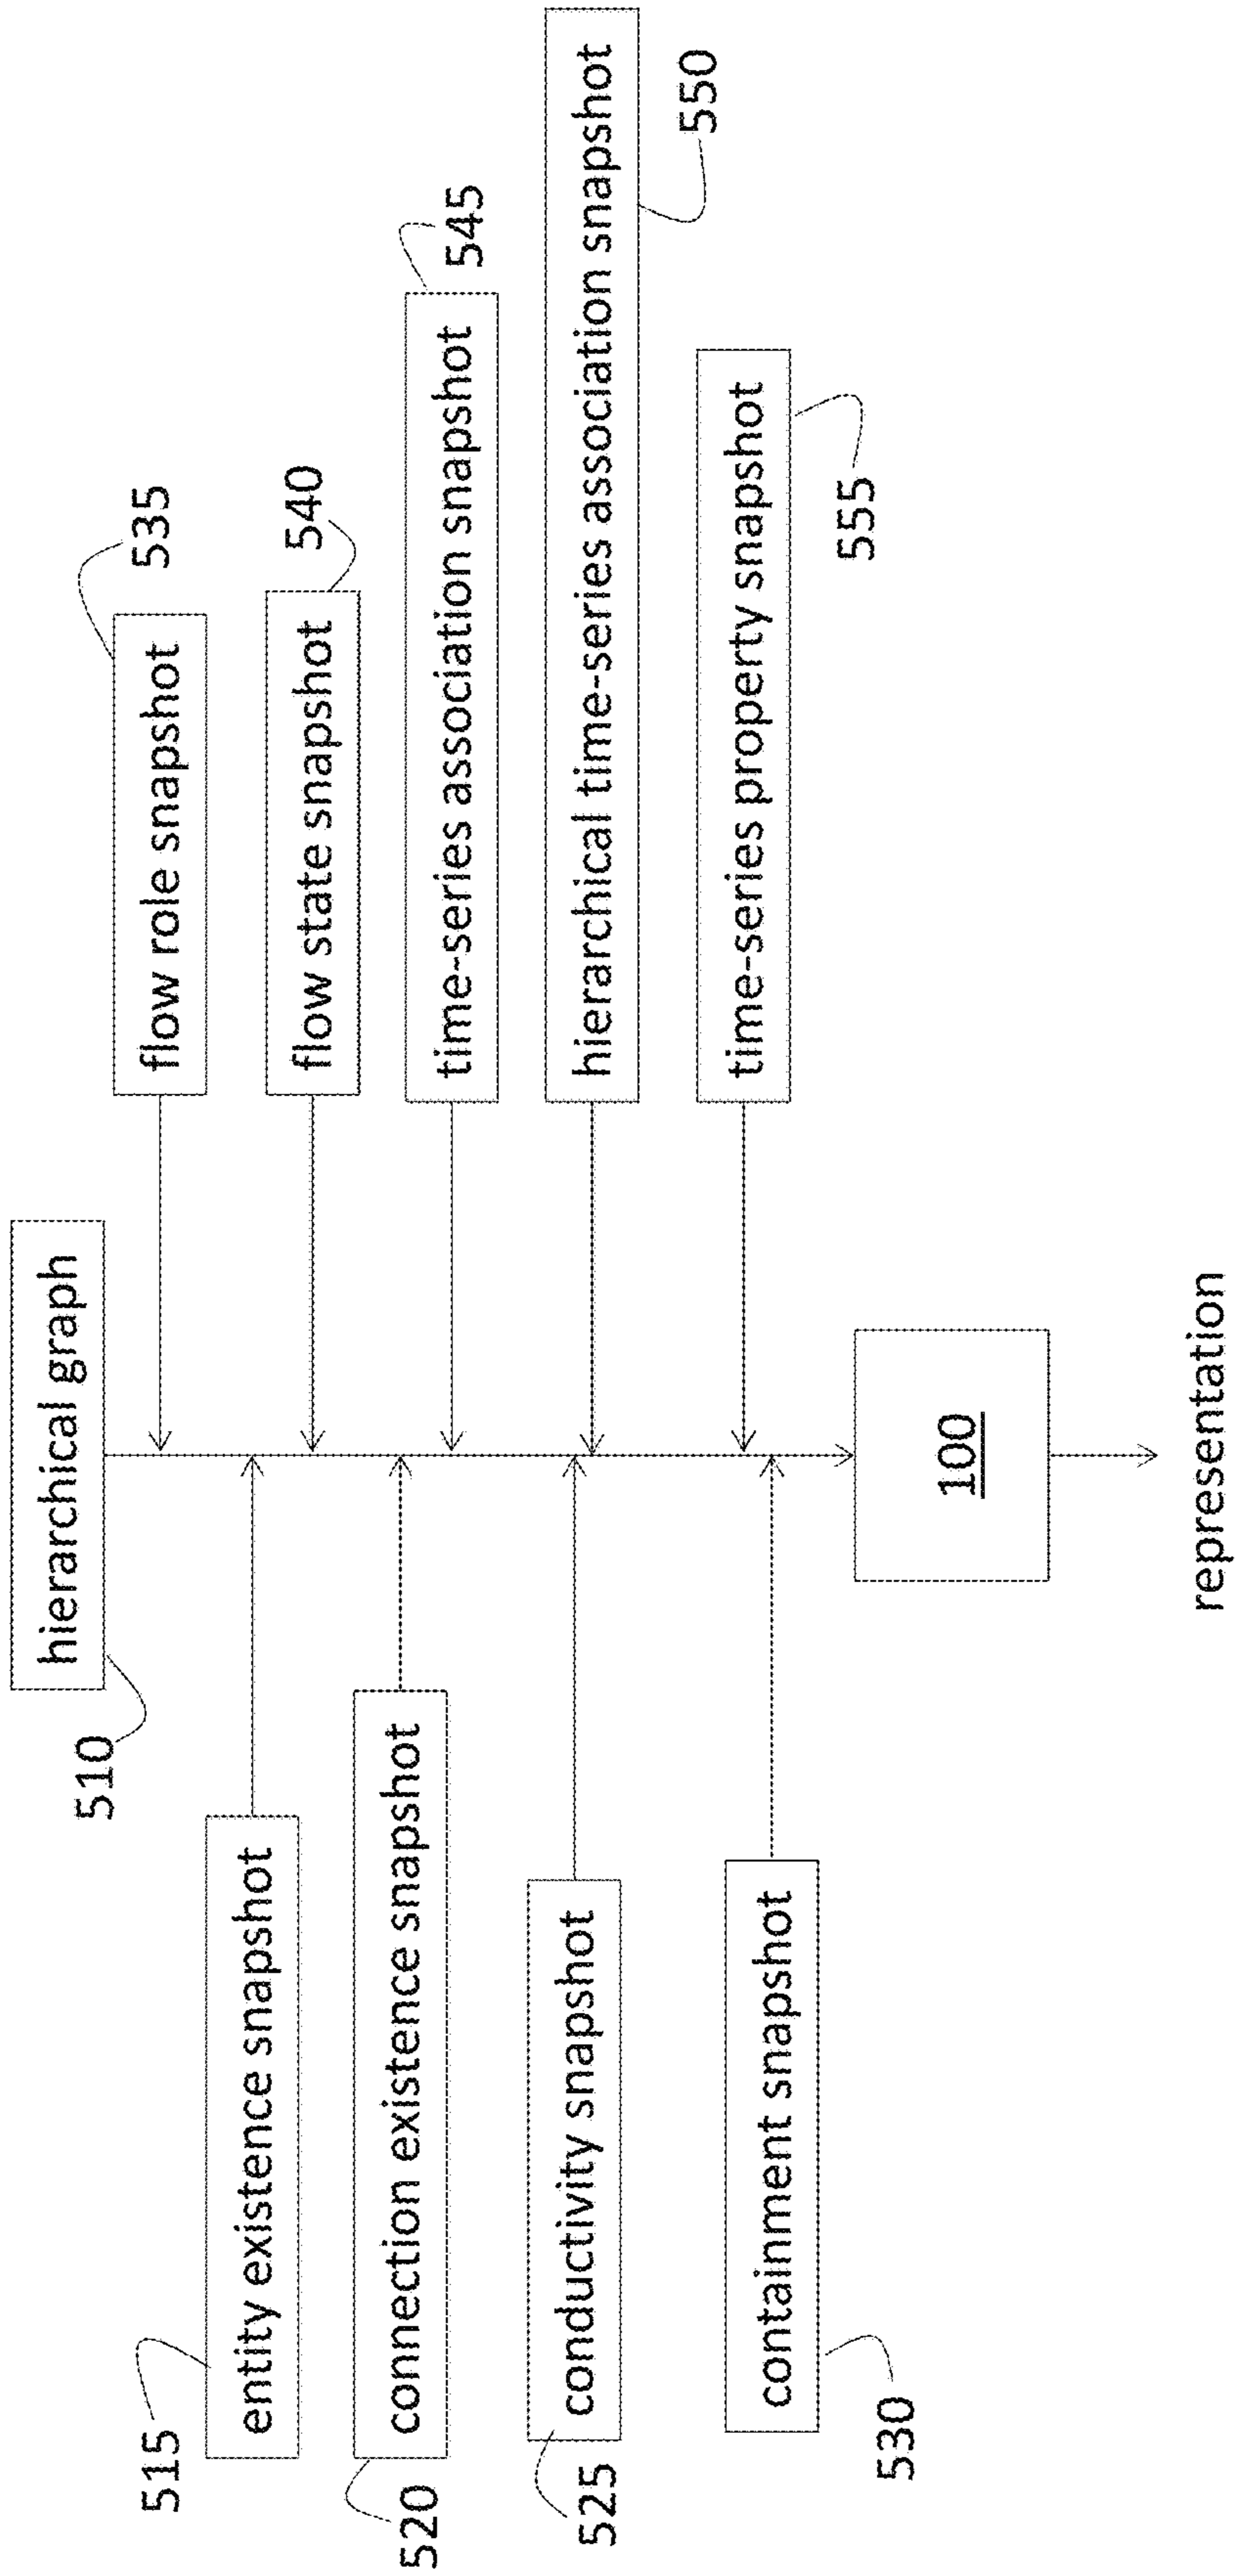 hierarchical graph
510
flow role snapshot
535
entity existence snapshot
515
flow state snapshot
540
connection existence snapshot
520
time-series association snapshot
545
conductivity snapshot
525
hierarchical time-series association snapshot
550
time-series property snapshot
555
containment snapshot
530
100
representation